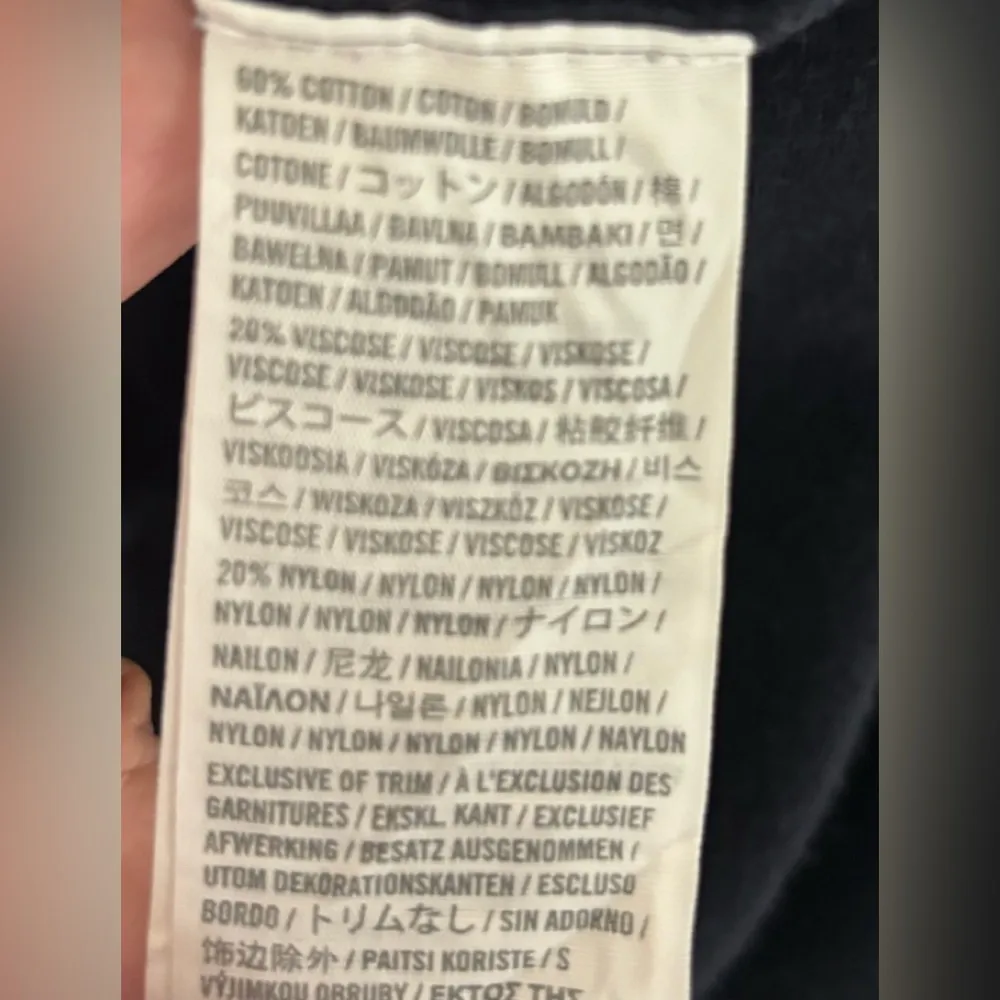 60% COTTON / COTON / BOMULD /
KATOEN / BAUMWOLLE / BOMULL /
COTONE / コットン / ALGODÓN / 棉 /
PUUVILLAA / BAVLNA / BAMBAKI / 면 /
BAWEŁNA / PAMUT / BOMULL / ALGODÃO /
KATOEN / ALGODÃO / PAMUK
20% VISCOSE / VISCOSE / VISKOSE /
VISCOSE / VISKOSE / VISKOS / VISCOSA /
ビスコース / VISCOSA / 粘胶纤维 /
VISKOOSIA / VISKÓZA / ΒΙΣΚΟΖΗ / 비스
코스 / WISKOZA / VISZKÓZ / VISKOSE /
VISCOSE / VISKOSE / VISCOSE / VİSKOZ
20% NYLON / NYLON / NYLON / NYLON /
NYLON / NYLON / NYLON / ナイロン /
NAILON / 尼龙 / NAILONIA / NYLON /
ΝΑΪΛΟΝ / 나일론 / NYLON / NEJLON /
NYLON / NYLON / NYLON / NYLON / NAYLON
EXCLUSIVE OF TRIM / À L'EXCLUSION DES
GARNITURES / EKSKL. KANT / EXCLUSIEF
AFWERKING / BESATZ AUSGENOMMEN /
UTOM DEKORATIONSKANTEN / ESCLUSO
BORDO / トリムなし / SIN ADORNO /
饰边除外 / PAITSI KORISTE / S
VÝJIMKOU OBRUBY / ΕΚΤΟΣ ΤΗΣ